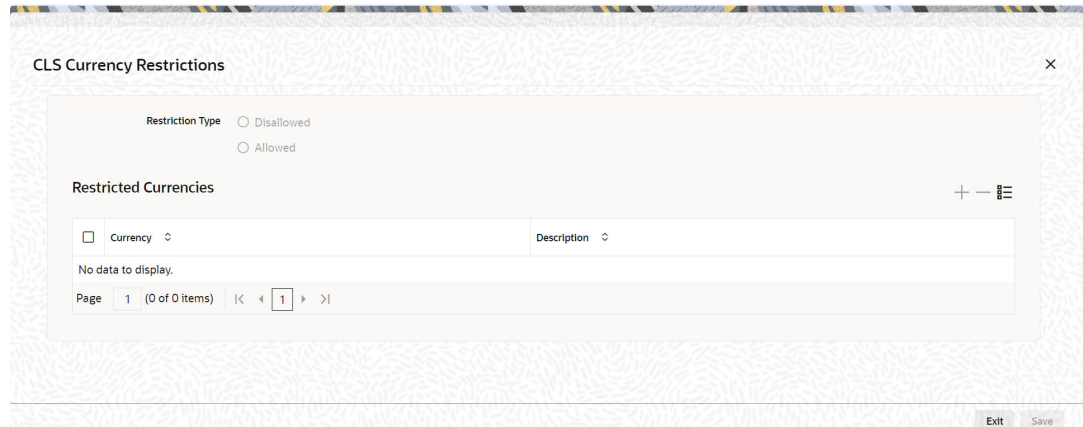 CLS Currency Restrictions
Restriction Type Disallowed
Allowed
Restricted Currencies
Currency Description
No data to display.
Page 1 (0 of 0 items) 1
Exit Save